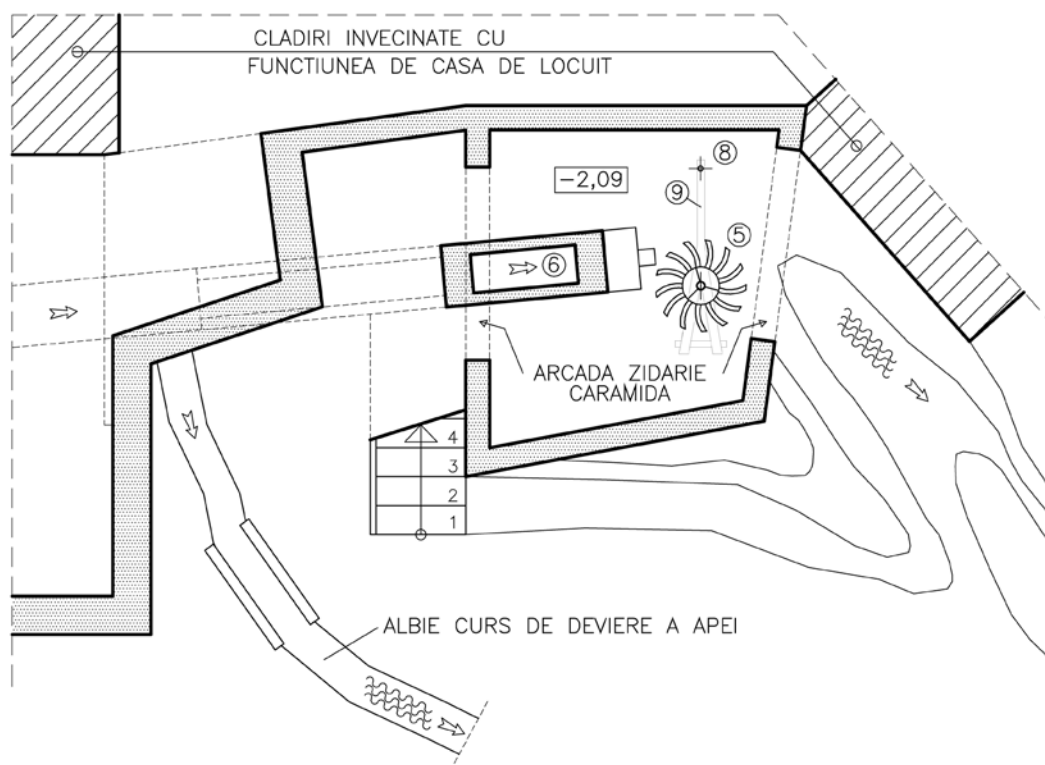 CLADIRI INVECINATE CU
FUNCTIUNEA DE CASA DE LOCUIT
8
-2,09
9
5
6
ARCADA ZIDARIE
CARAMIDA
4
3
2
1
ALBIE CURS DE DEVIERE A APEI